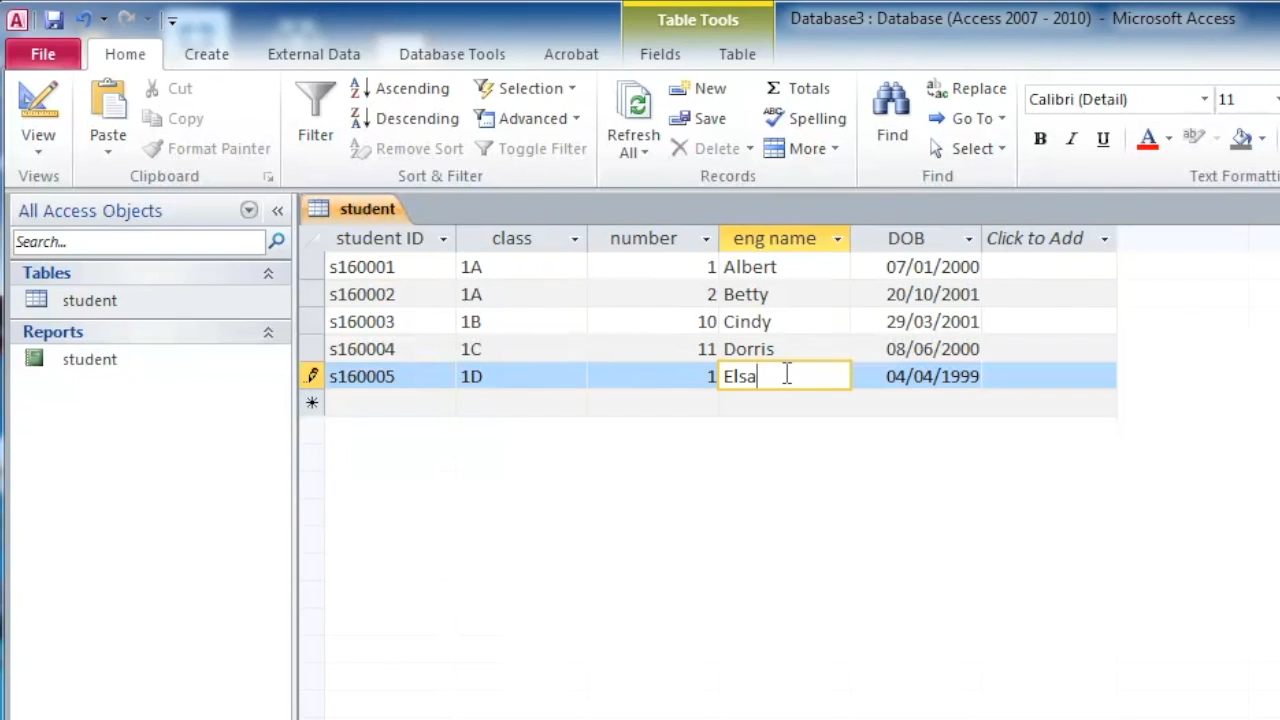 Table Tools
Database3 : Database (Access 2007 - 2010) - Microsoft Access
File Home Create External Data Database Tools Acrobat Fields Table
View
Views
Paste
Cut
Copy
Format Painter
Clipboard
Filter
Ascending
Descending
Remove Sort
Selection
Advanced
Toggle Filter
Sort & Filter
Refresh
All
New
Save
Delete
Totals
Spelling
More
Records
Find
Replace
Go To
Select
Find
Calibri (Detail) 11
B I U A
Text Formatti
All Access Objects
Search...
Tables
student
Reports
student
student
student ID class number eng name DOB Click to Add
s160001 1A 1 Albert 07/01/2000
s160002 1A 2 Betty 20/10/2001
s160003 1B 10 Cindy 29/03/2001
s160004 1C 11 Dorris 08/06/2000
s160005 1D 1 Elsa 04/04/1999